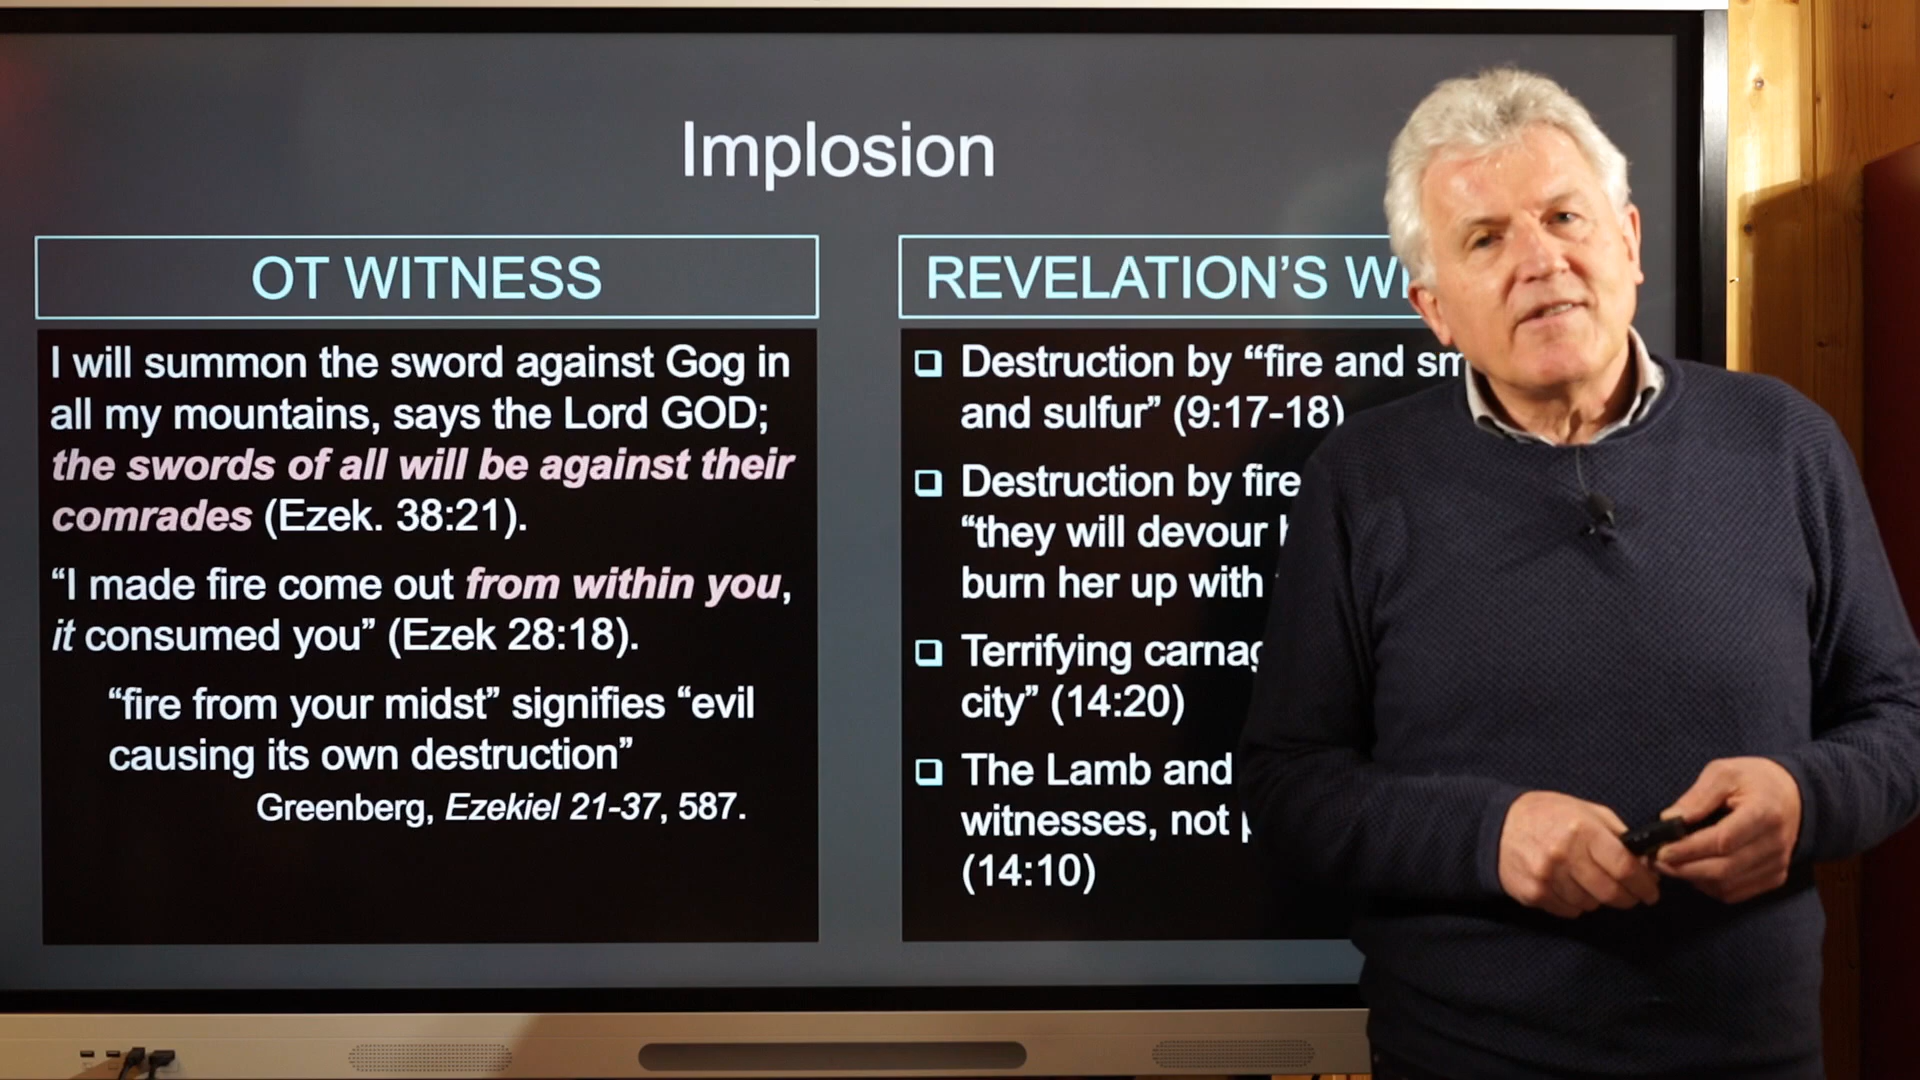 Implosion
OT WITNESS
I will summon the sword against Gog in
all my mountains, says the Lord GOD;
the swords of all will be against their
comrades (Ezek. 38:21).
“I made fire come out from within you,
it consumed you” (Ezek 28:18).
“fire from your midst” signifies “evil
causing its own destruction”
Greenberg, Ezekiel 21-37, 587.
REVELATION’S
❑ Destruction by “fire and
and sulfur” (9:17-18)
❑ Destruction by fire
“they will devour
burn her up with
❑ Terrifying
city” (14:20)
❑ The Lamb and
witnesses, not
(14:10)